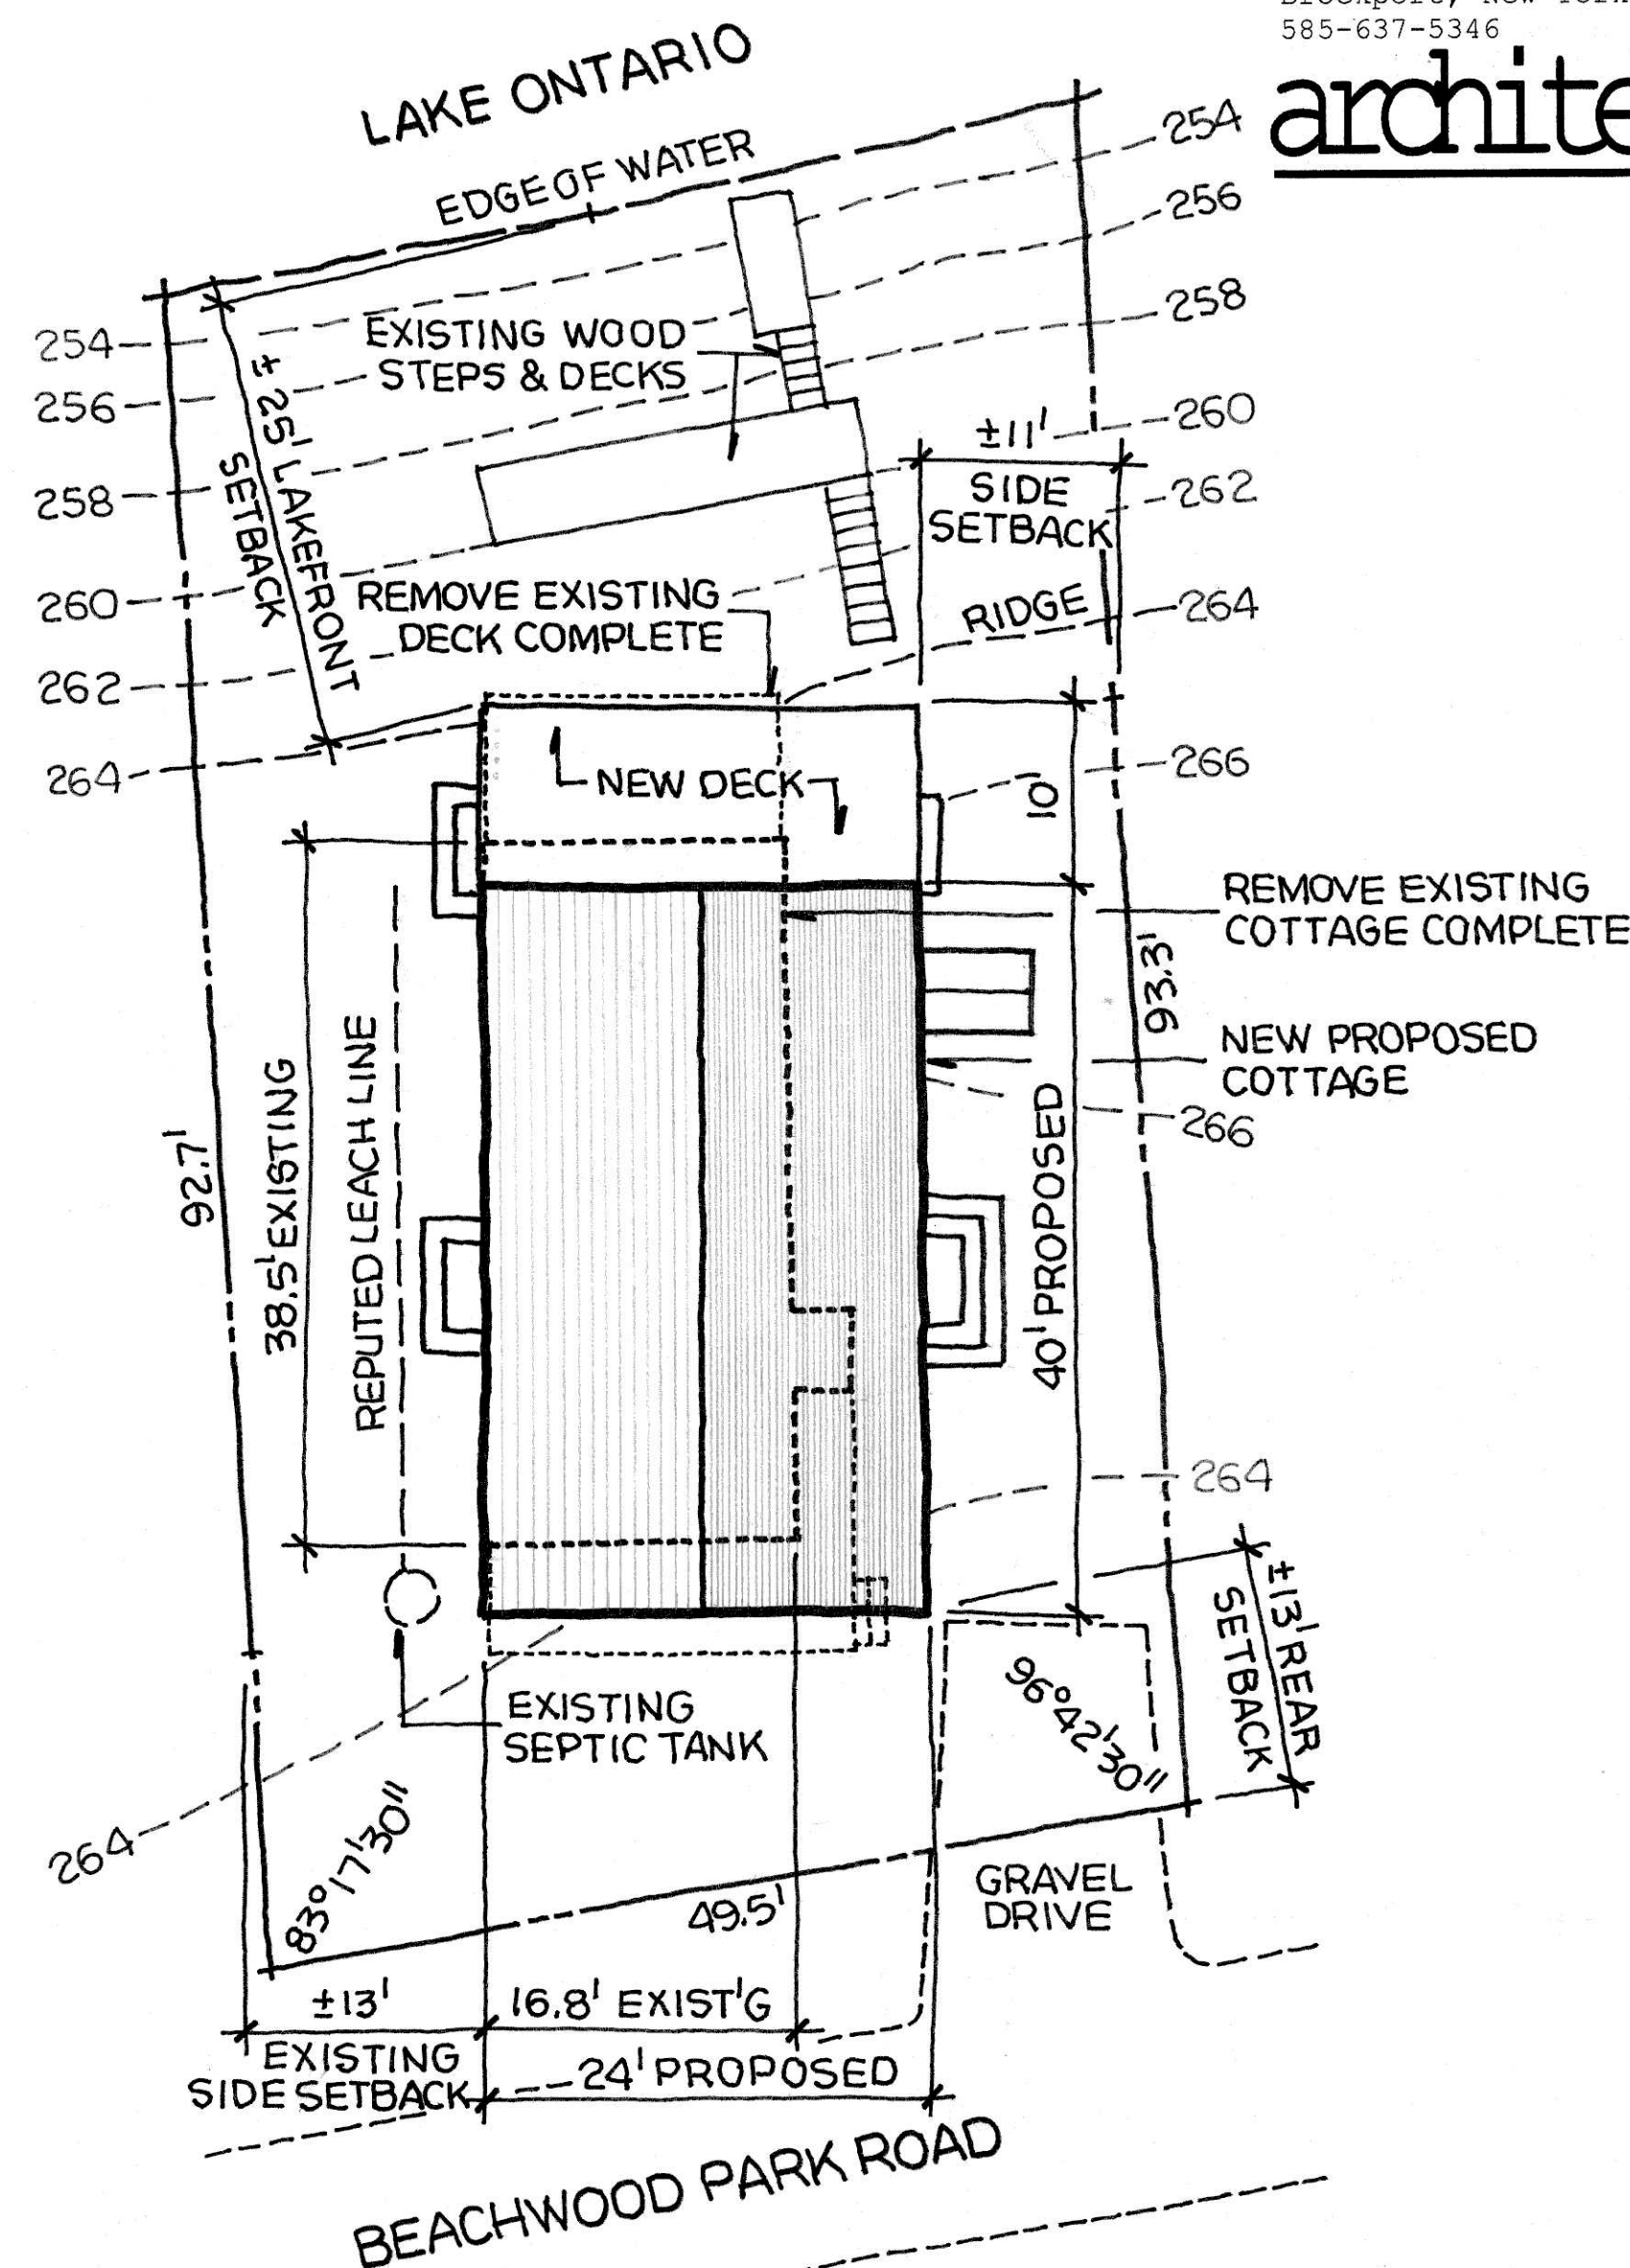 585-637-5346
LAKE ONTARIO
EDGE OF WATER
254
256
258
254
256
258
260
262
264
EXISTING WOOD
STEPS & DECKS
± 25' LAKEFRONT
SETBACK
±11'
SIDE
SETBACK
260
262
RIDGE
264
REMOVE EXISTING
DECK COMPLETE
NEW DECK
10
266
REMOVE EXISTING
COTTAGE COMPLETE
93.3'
NEW PROPOSED
COTTAGE
266
92.7'
38.5' EXISTING
REPUTED LEACH LINE
40' PROPOSED
264
±13' REAR
SETBACK
EXISTING
SEPTIC TANK
96°42'30"
264
83°17'30"
49.5'
GRAVEL
DRIVE
±13'
16.8' EXIST'G
EXISTING
SIDE SETBACK
24' PROPOSED
BEACHWOOD PARK ROAD